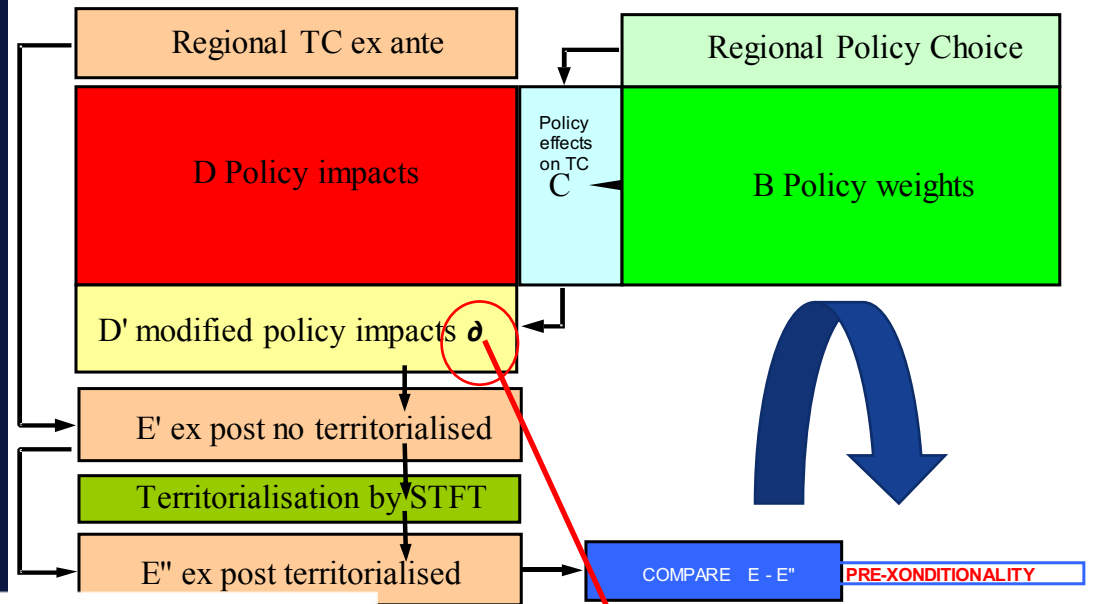 Regional TC ex ante
Regional Policy Choice
D Policy impacts
Policy
effects
on TC
C
B Policy weights
D' modified policy impacts ∂
E' ex post no territorialised
Territorialisation by STFT
E" ex post territorialised
COMPARE E - E"
PRE-XONDITIONALITY